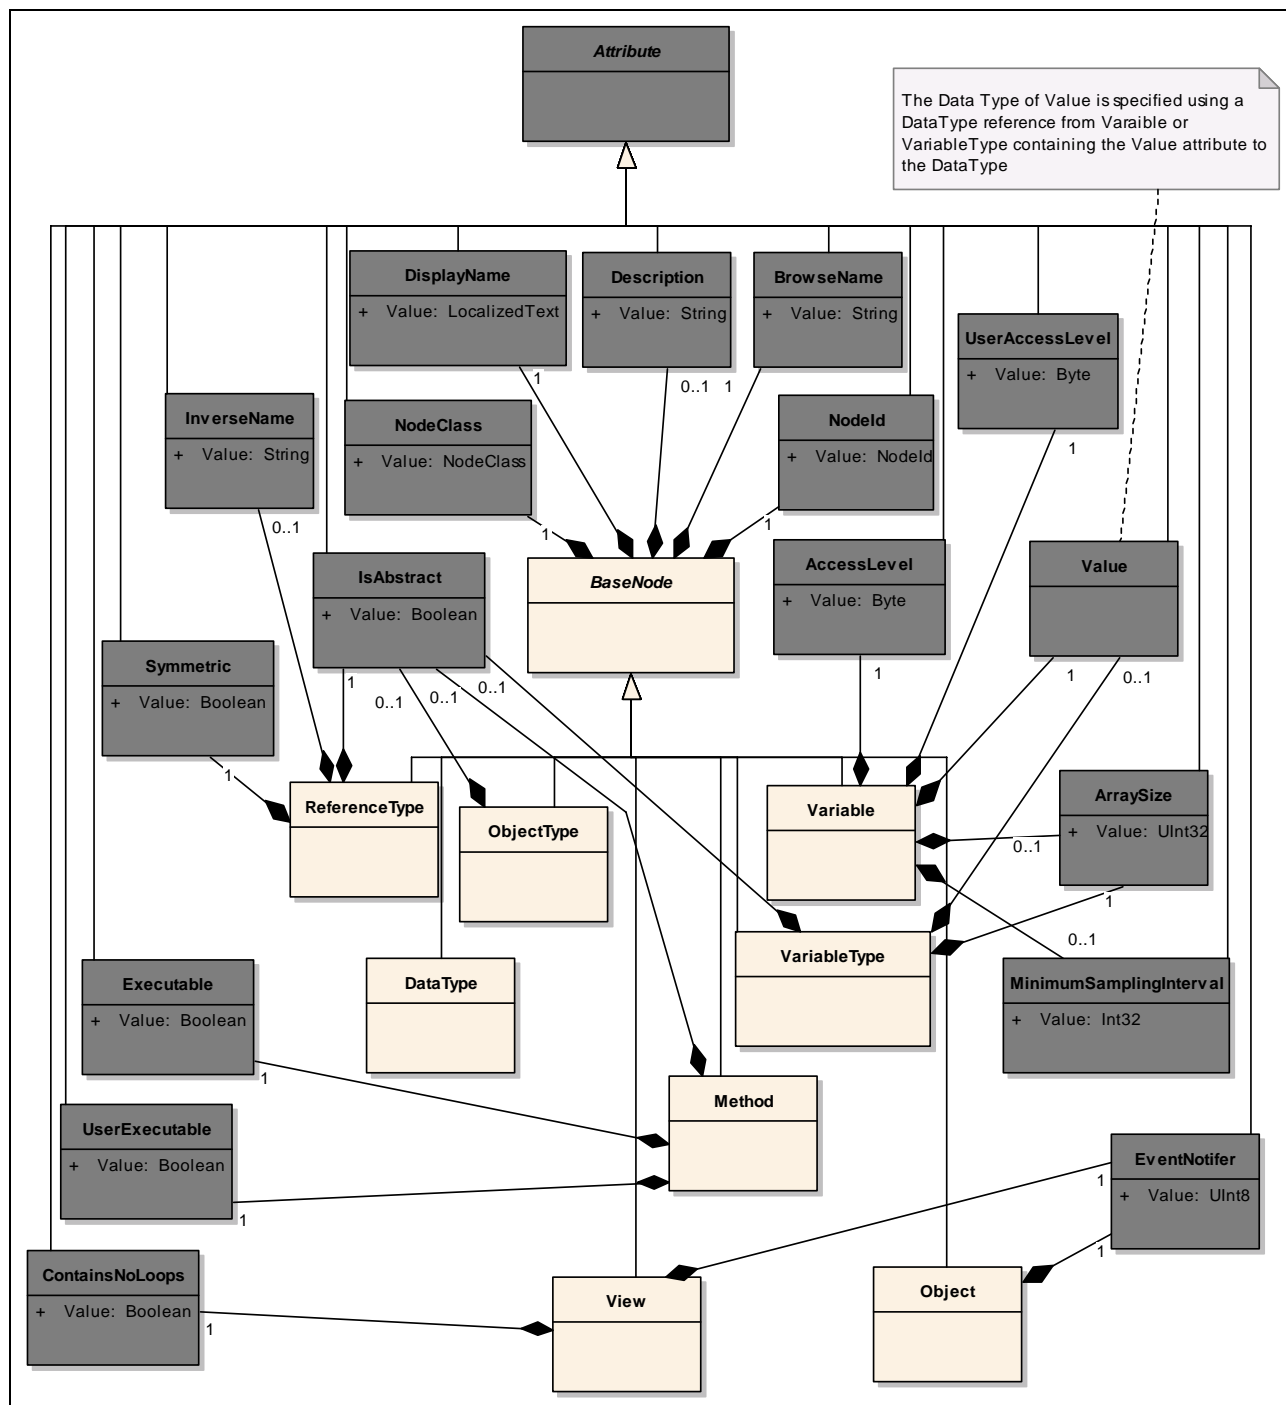 Attribute
The Data Type of Value is specified using a
DataType reference from Varaible or
VariableType containing the Value attribute to
the DataType
DisplayName
+ Value: LocalizedText
Description
+ Value: String
BrowseName
+ Value: String
UserAccessLevel
+ Value: Byte
1
0..1
1
InverseName
+ Value: String
NodeClass
+ Value: NodeClass
NodeId
+ Value: NodeId
1
0..1
1
1
IsAbstract
+ Value: Boolean
BaseNode
AccessLevel
+ Value: Byte
Value
Symmetric
+ Value: Boolean
1
0..1
0..1
0..1
1
1
0..1
1
ReferenceType
ObjectType
Variable
ArraySize
+ Value: UInt32
0..1
1
0..1
Executable
+ Value: Boolean
DataType
VariableType
MinimumSamplingInterval
+ Value: Int32
1
UserExecutable
+ Value: Boolean
Method
1
EventNotifer
+ Value: UInt8
1
1
ContainsNoLoops
+ Value: Boolean
1
View
Object